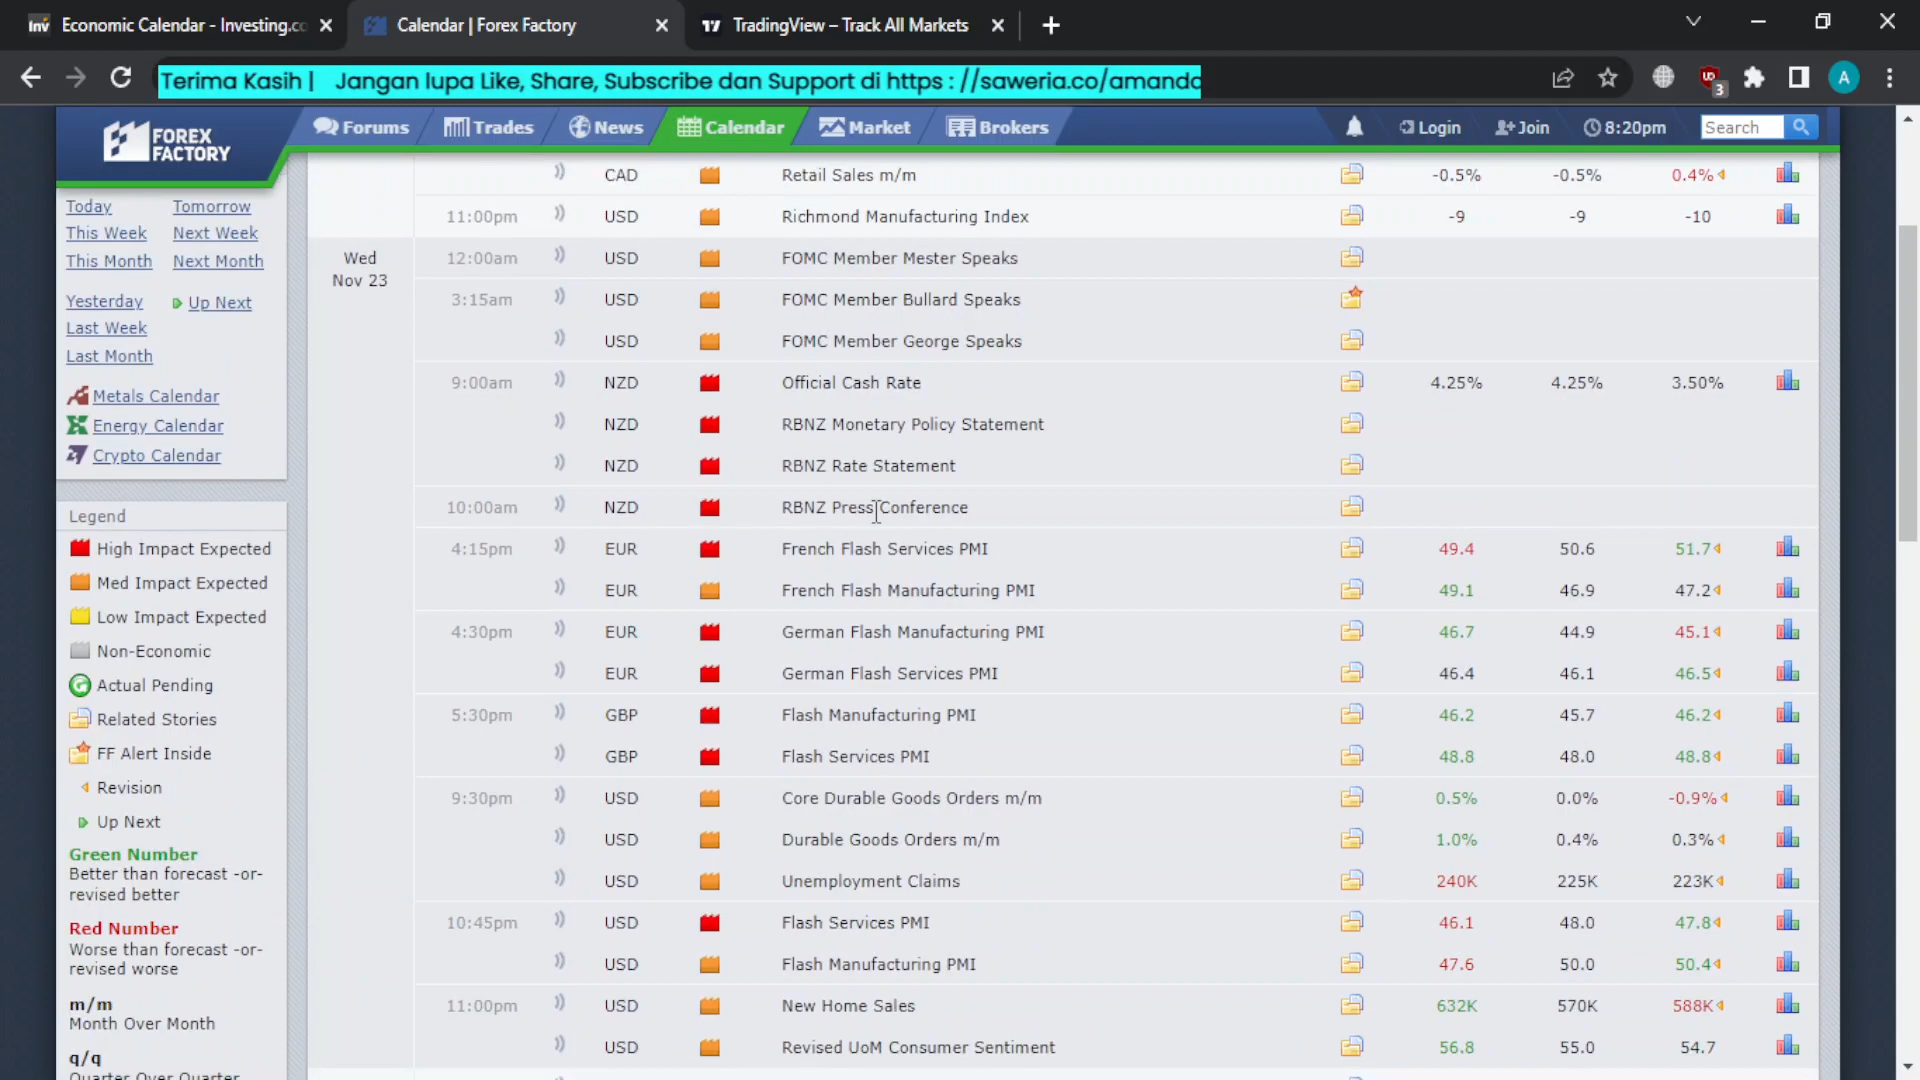 Inv Economic Calendar - Investing.co
Calendar | Forex Factory
TradingView – Track All Markets
Terima Kasih | Jangan lupa Like, Share, Subscribe dan Support di https : //saweria.co/amanda
3
A
FOREX FACTORY
Forums Trades News Calendar Market Brokers
Login Join 8:20pm Search
Today Tomorrow
This Week Next Week
This Month Next Month
Yesterday Up Next
Last Week
Last Month
Metals Calendar
Energy Calendar
Crypto Calendar
Legend
High Impact Expected
Med Impact Expected
Low Impact Expected
Non-Economic
Actual Pending
Related Stories
FF Alert Inside
Revision
Up Next
Green Number
Better than forecast -or-
revised better
Red Number
Worse than forecast -or-
revised worse
m/m
Month Over Month
q/q
Quarter Over Quarter
CAD Retail Sales m/m -0.5% -0.5% 0.4%
11:00pm USD Richmond Manufacturing Index -9 -9 -10
Wed
Nov 23
12:00am USD FOMC Member Mester Speaks
3:15am USD FOMC Member Bullard Speaks
USD FOMC Member George Speaks
9:00am NZD Official Cash Rate 4.25% 4.25% 3.50%
NZD RBNZ Monetary Policy Statement
NZD RBNZ Rate Statement
10:00am NZD RBNZ Press Conference
4:15pm EUR French Flash Services PMI 49.4 50.6 51.7
EUR French Flash Manufacturing PMI 49.1 46.9 47.2
4:30pm EUR German Flash Manufacturing PMI 46.7 44.9 45.1
EUR German Flash Services PMI 46.4 46.1 46.5
5:30pm GBP Flash Manufacturing PMI 46.2 45.7 46.2
GBP Flash Services PMI 48.8 48.0 48.8
9:30pm USD Core Durable Goods Orders m/m 0.5% 0.0% -0.9%
USD Durable Goods Orders m/m 1.0% 0.4% 0.3%
USD Unemployment Claims 240K 225K 223K
10:45pm USD Flash Services PMI 46.1 48.0 47.8
USD Flash Manufacturing PMI 47.6 50.0 50.4
11:00pm USD New Home Sales 632K 570K 588K
USD Revised UoM Consumer Sentiment 56.8 55.0 54.7